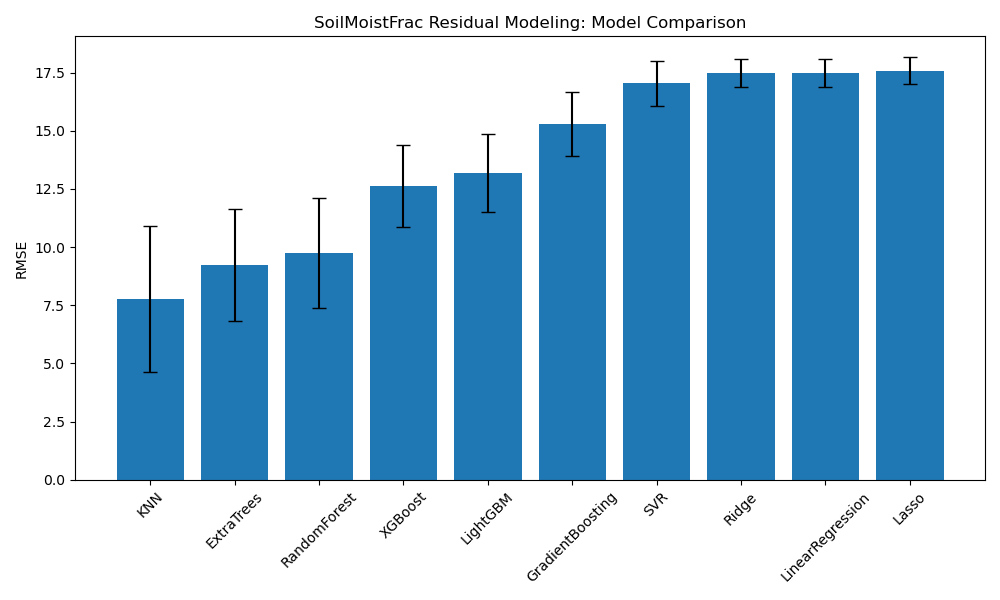 SoilMoistFrac Residual Modeling: Model Comparison
RMSE
17.5
15.0
12.5
10.0
7.5
5.0
2.5
0.0
KNN
ExtraTrees
RandomForest
XGBoost
LightGBM
GradientBoosting
SVR
Ridge
LinearRegression
Lasso